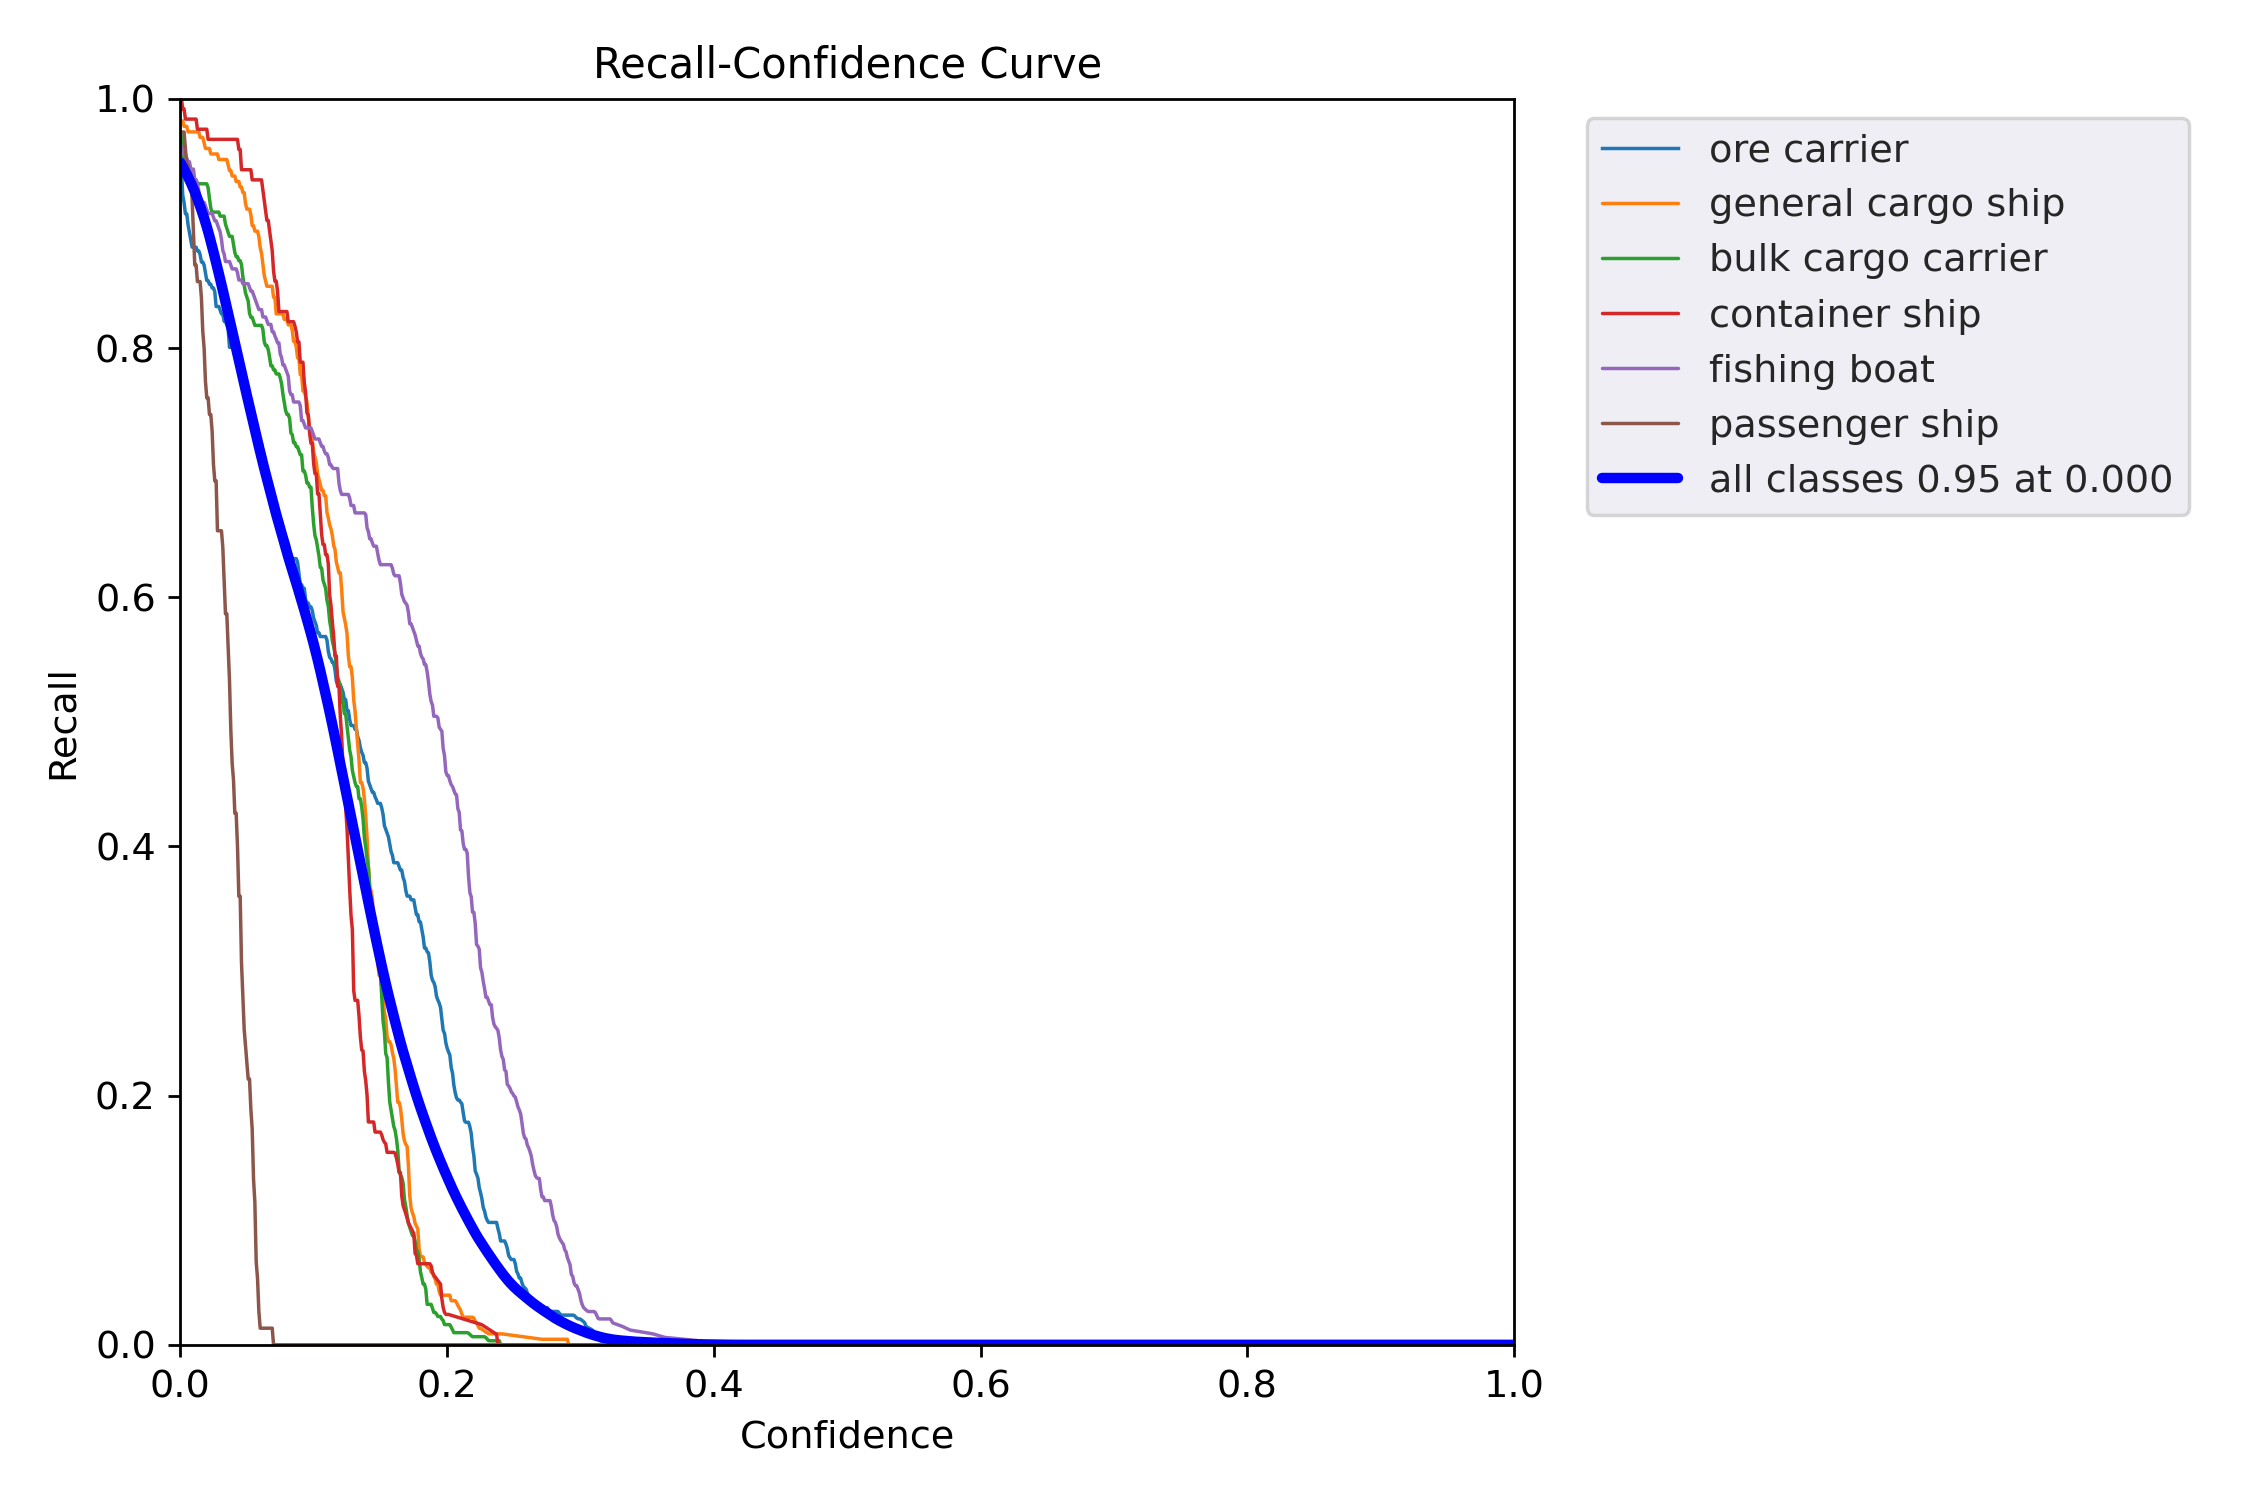 Recall-Confidence Curve
1.0
0.8
0.6
0.4
0.2
0.0
Recall
0.0 0.2 0.4 0.6 0.8 1.0
Confidence
ore carrier
general cargo ship
bulk cargo carrier
container ship
fishing boat
passenger ship
all classes 0.95 at 0.000